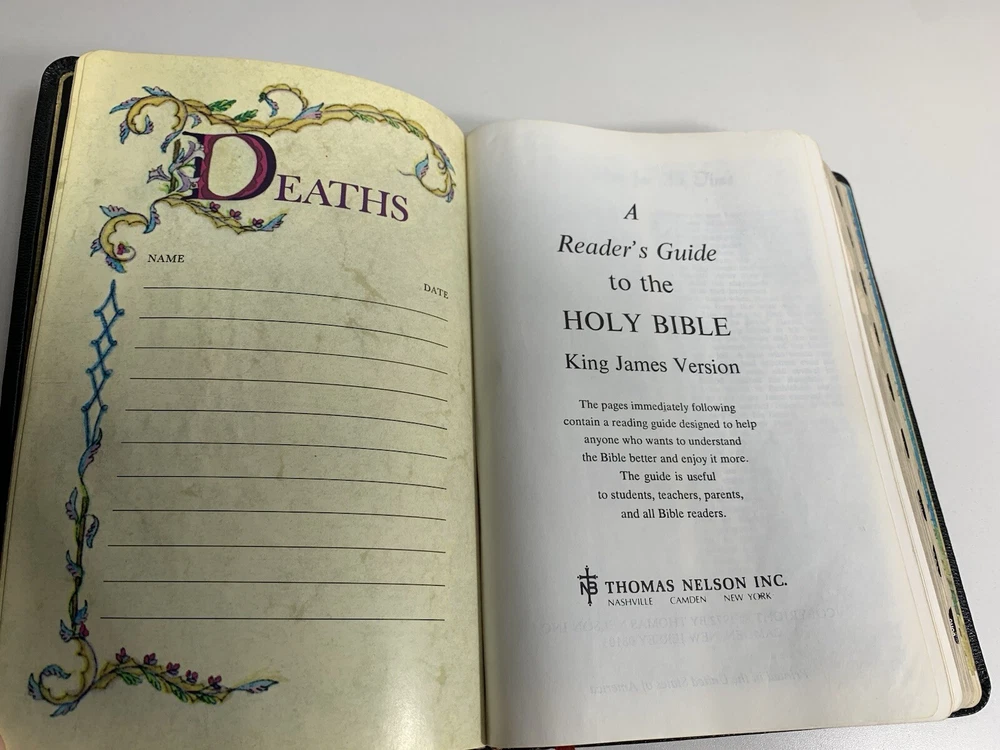 DEATHS
NAME
DATE
A
Reader's Guide
to the
HOLY BIBLE
King James Version
The pages immediately following
contain a reading guide designed to help
anyone who wants to understand
the Bible better and enjoy it more.
The guide is useful
to students, teachers, parents,
and all Bible readers.
NB THOMAS NELSON INC.
NASHVILLE CAMDEN NEW YORK